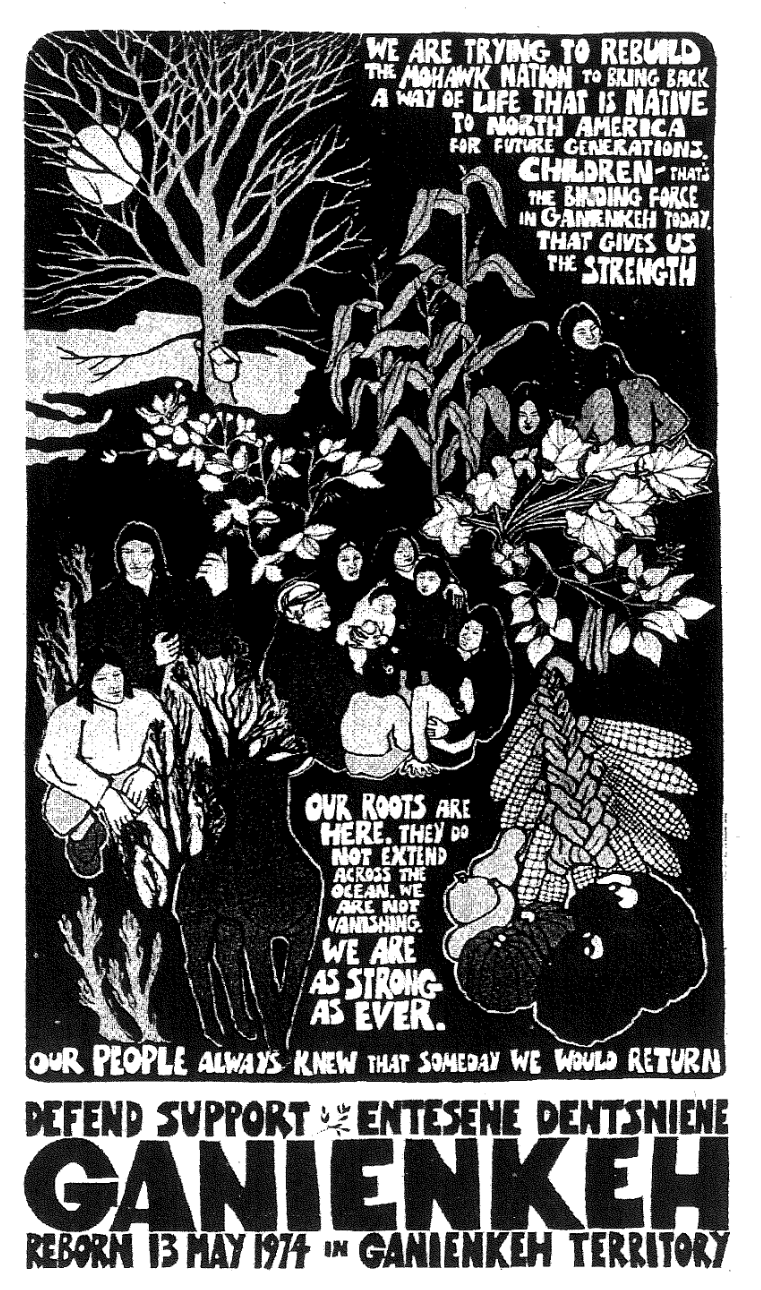 WE ARE TRYING TO REBUILD
THE MOHAWK NATION TO BRING BACK
A WAY OF LIFE THAT IS NATIVE
TO NORTH AMERICA
FOR FUTURE GENERATIONS.
CHILDREN - THAT'S
THE BINDING FORCE
IN GANIENKEH TODAY.
THAT GIVES US
THE STRENGTH
OUR ROOTS ARE
HERE. THEY DO
NOT EXTEND
ACROSS THE
OCEAN. WE
ARE NOT
VANISHING.
WE ARE
AS STRONG
AS EVER.
OUR PEOPLE ALWAYS KNEW THAT SOMEDAY WE WOULD RETURN
DEFEND SUPPORT ENTESENE DENTSNIENE
GANIENKEH
REBORN 13 MAY 1974 IN GANIENKEH TERRITORY